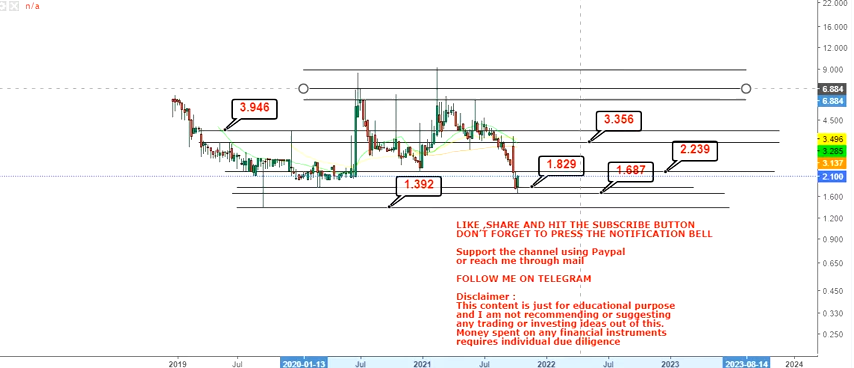 n/a
22.000
16.000
12.000
9.000
6.884
6.884
4.500
3.496
3.285
3.137
2.100
1.600
1.200
0.900
0.650
0.450
0.330
0.250
3.946
3.356
2.239
1.829
1.687
1.392
LIKE ,SHARE AND HIT THE SUBSCRIBE BUTTON
DON'T FORGET TO PRESS THE NOTIFICATION BELL
Support the channel using Paypal
or reach me through mail
FOLLOW ME ON TELEGRAM
Disclaimer :
This content is just for educational purpose
and I am not recommending or suggesting
any trading or investing ideas out of this.
Money spent on any financial instruments
requires individual due diligence
2019 Jul 2020-01-13 Jul 2021 Jul 2022 Jul 2023 2023-08-14 2024